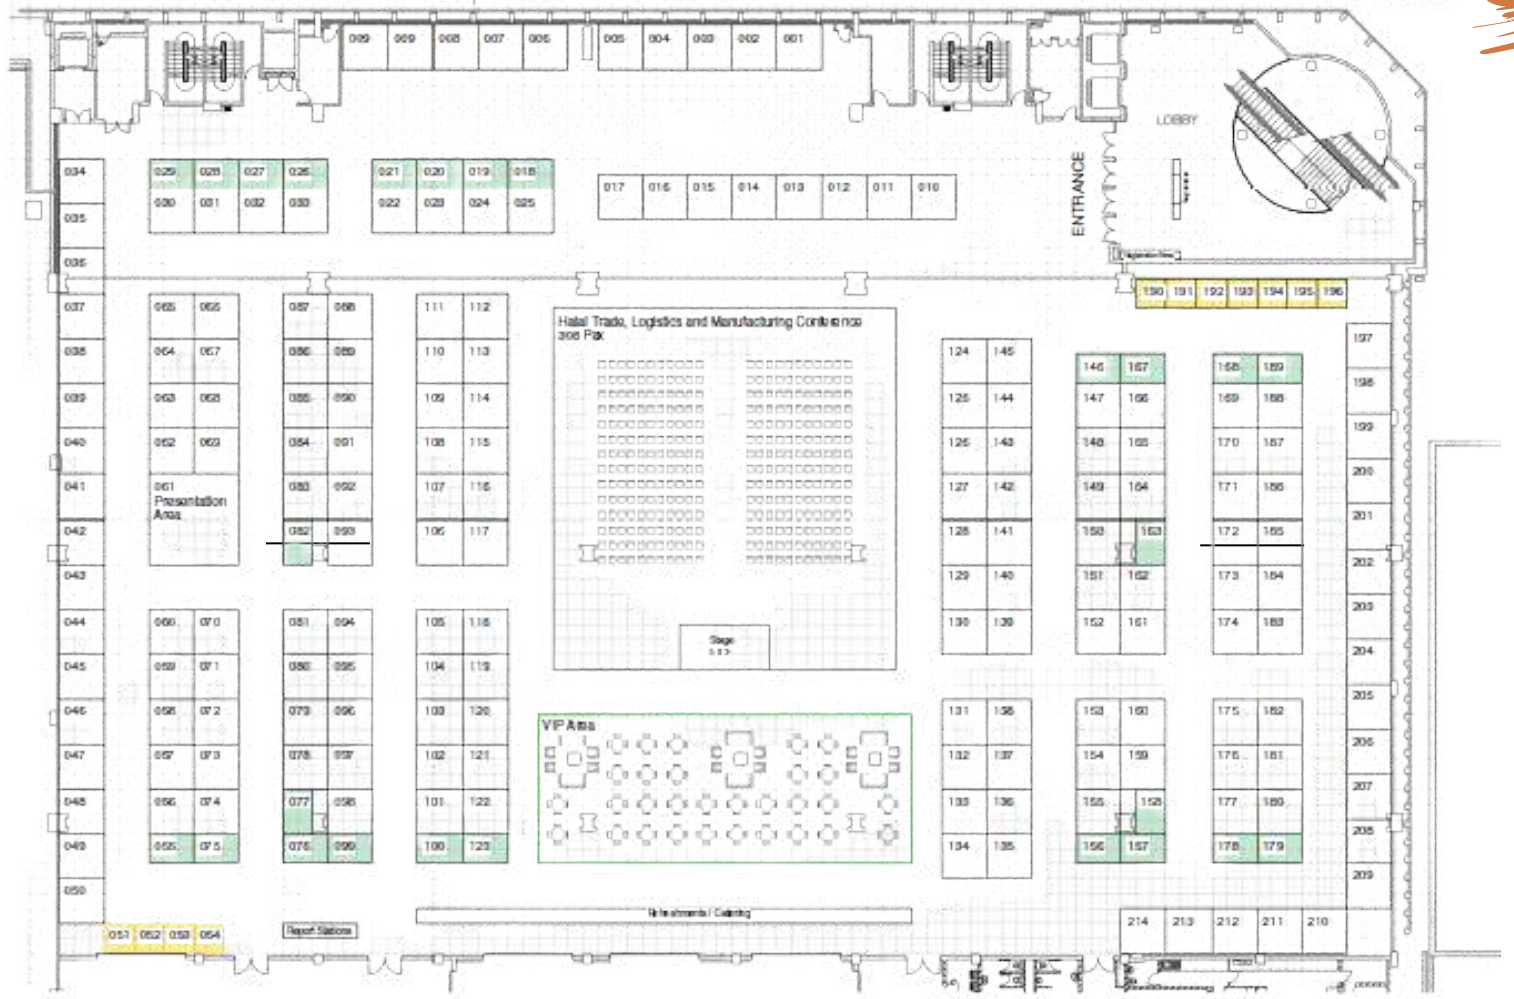 009 009 008 007 006 005 004 003 002 001
LOBBY
ENTRANCE
034 029 028 027 026 021 020 019 018
017 016 015 014 013 012 011 010
035 030 031 032 033 022 023 024 025
036
190 191 192 193 194 195 196
037 065 066 087 088 111 112
Halal Trade, Logistics and Manufacturing Conference
Pax
197
038 064 067 086 089 110 113 124 145
146 167 168 189
198
039 063 068 085 090 109 114 125 144 147 166 169 188
199
040 062 069 084 091 108 115 126 143 148 165 170 187
200
041 061 083 092 107 116 127 142 149 164 171 186
Presentation
Area
201
042 082 093 106 117 128 141 150 163 172 185
202
043 129 140 151 162 173 184
203
044 060 070 081 094 105 118 130 139 152 161 174 183
Stage
204
045 059 071 080 095 104 119
205
046 058 072 079 096 103 120 131 138 153 160 175 182
VIP Area
206
047 057 073 078 097 102 121 132 137 154 159 176 181
207
048 056 074 077 098 101 122 133 136 155 158 177 180
208
049 055 075 076 099 100 123 134 135 156 157 178 179
209
050
Refreshments / Catering
214 213 212 211 210
051 052 053 054
Report Stations